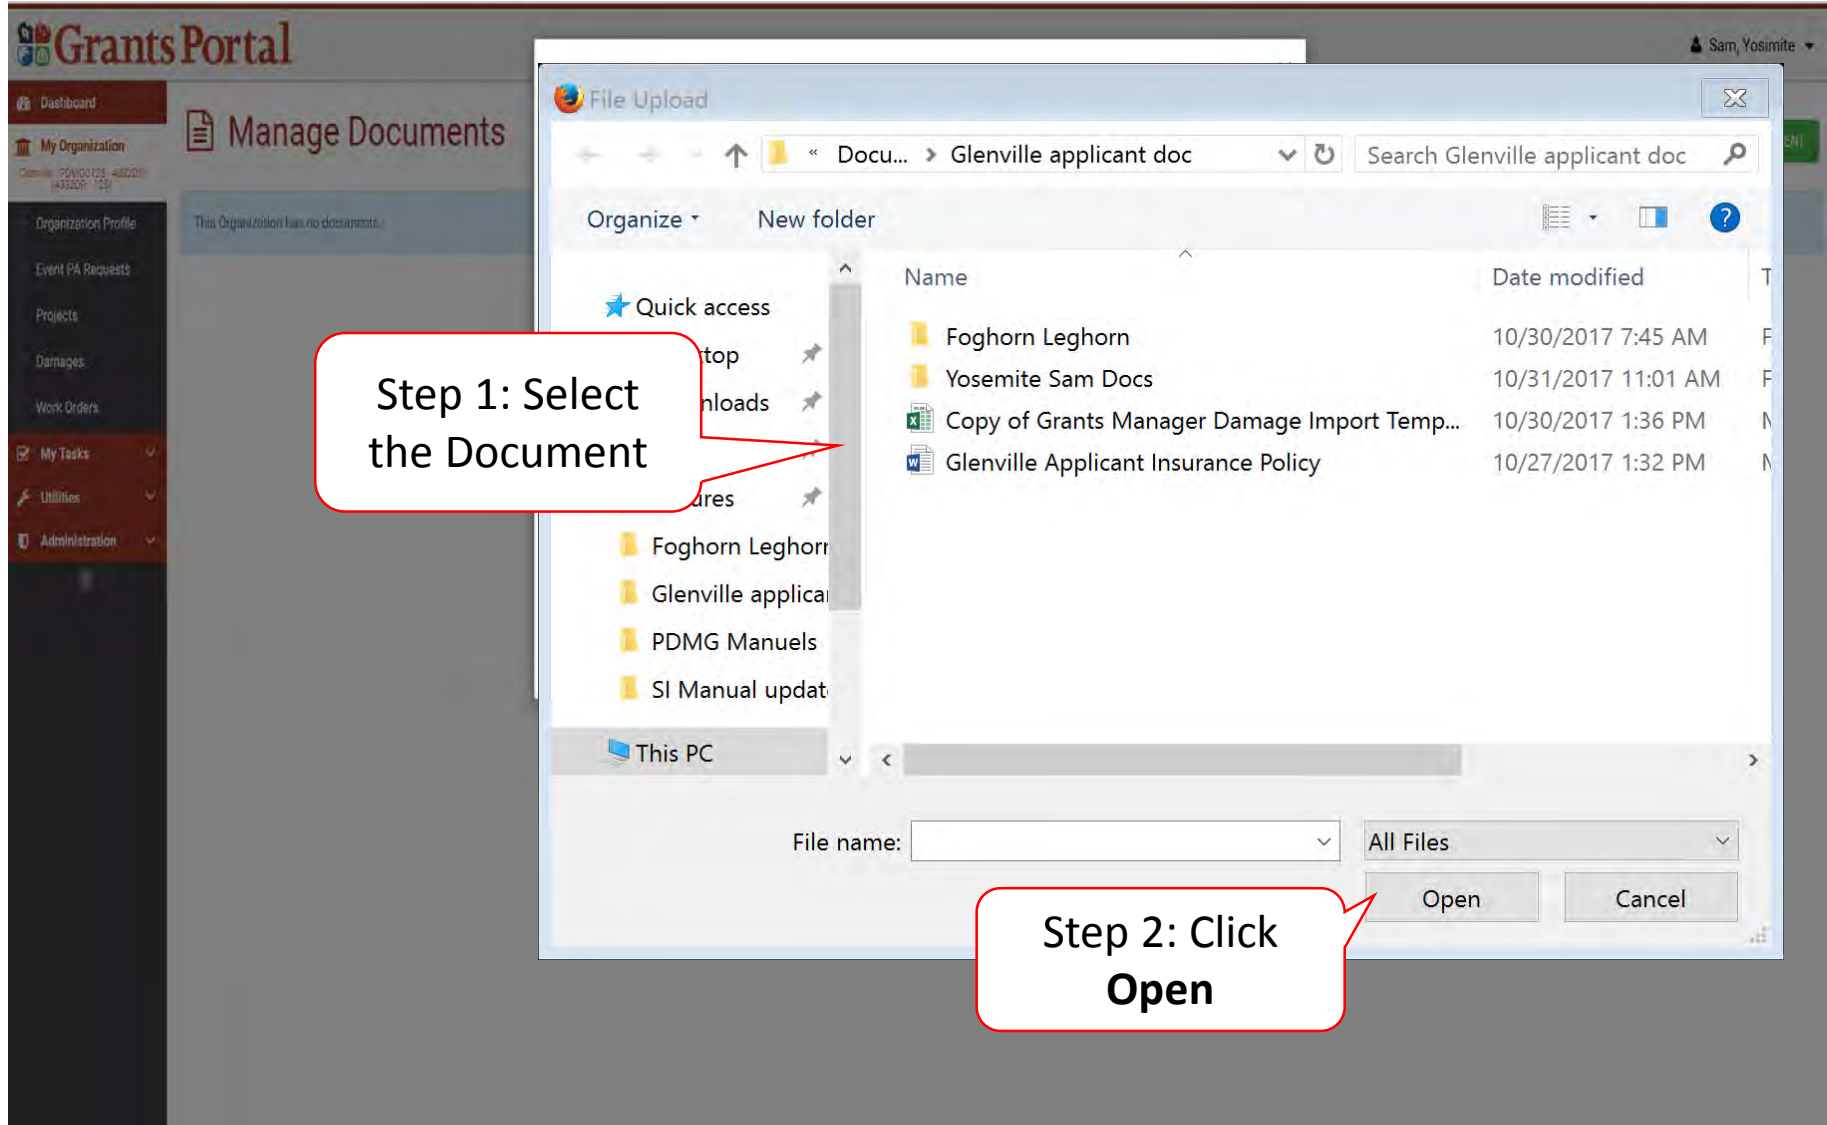 Grants Portal
Sam, Yosimite
Dashboard
My Organization
Organization Profile
Event PA Requests
Projects
Damages
Work Orders
My Tasks
Utilities
Administration
Manage Documents
This Organization has no documents.
File Upload
« Docu... > Glenville applicant doc
Search Glenville applicant doc
Organize
New folder
Name
Date modified
Quick access
Foghorn Leghorn
10/30/2017 7:45 AM
Yosemite Sam Docs
10/31/2017 11:01 AM
Copy of Grants Manager Damage Import Temp...
10/30/2017 1:36 PM
Glenville Applicant Insurance Policy
10/27/2017 1:32 PM
Step 1: Select
the Document
top
nloads
ures
Foghorn Leghorn
Glenville applica
PDMG Manuels
SI Manual updat
This PC
File name:
All Files
Open
Cancel
Step 2: Click
Open